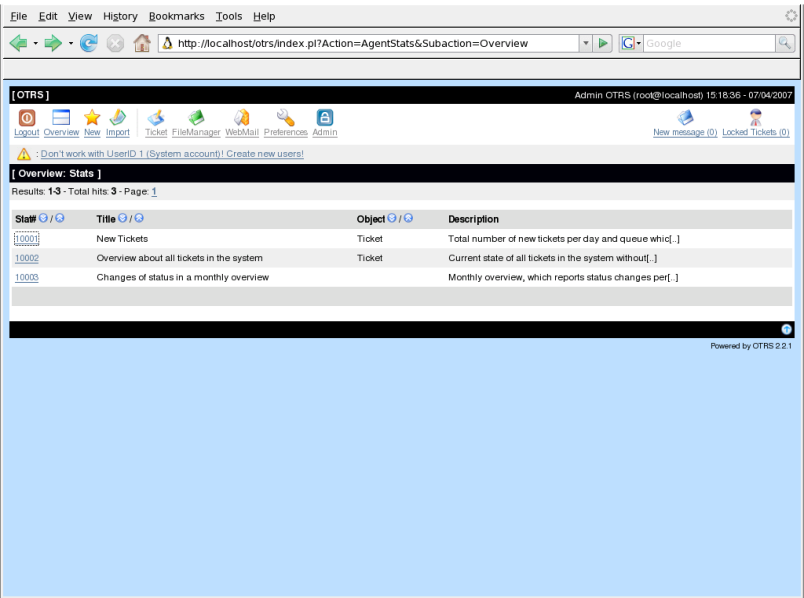 File Edit View History Bookmarks Tools Help
http://localhost/otrs/index.pl?Action=AgentStats&Subaction=Overview G Google
[ OTRS ] Admin OTRS (root@localhost) 15:18:36 - 07/04/2007
Logout Overview New Import Ticket FileManager WebMail Preferences Admin New message (0) Locked Tickets (0)
: Don't work with UserID 1 (System account)! Create new users!
[ Overview: Stats ]
Results: 1-3 - Total hits: 3 - Page: 1
Stat# / Title / Object / Description
10001 New Tickets Ticket Total number of new tickets per day and queue whic[..]
10002 Overview about all tickets in the system Ticket Current state of all tickets in the system without[..]
10003 Changes of status in a monthly overview Monthly overview, which reports status changes per[..]
Powered by OTRS 2.2.1